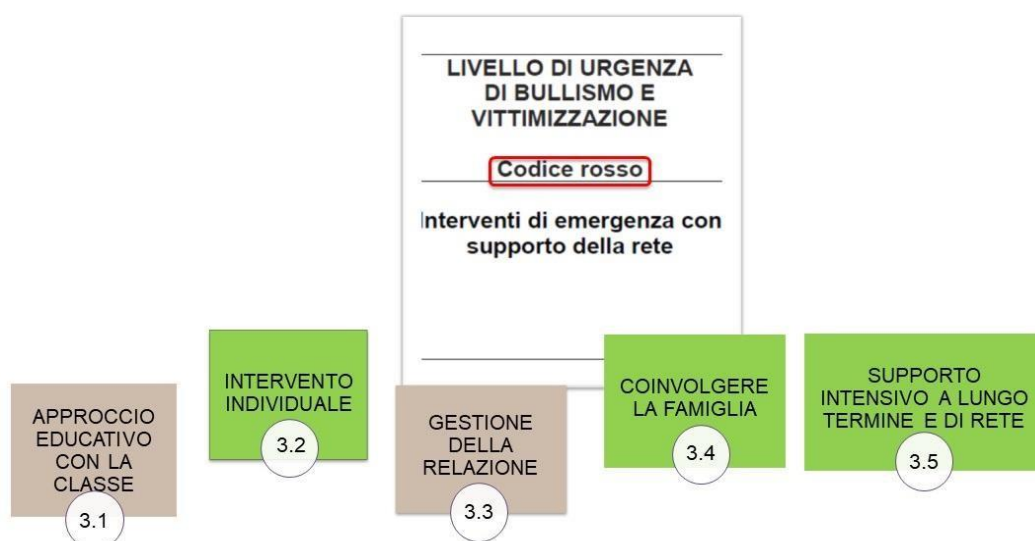 LIVELLO DI URGENZA
DI BULLISMO E
VITTIMIZZAZIONE
Codice rosso
Interventi di emergenza con
supporto della rete
APPROCCIO
EDUCATIVO
CON LA
CLASSE
3.1
INTERVENTO
INDIVIDUALE
3.2
GESTIONE
DELLA
RELAZIONE
3.3
COINVOLGERE
LA FAMIGLIA
3.4
SUPPORTO
INTENSIVO A LUNGO
TERMINE E DI RETE
3.5